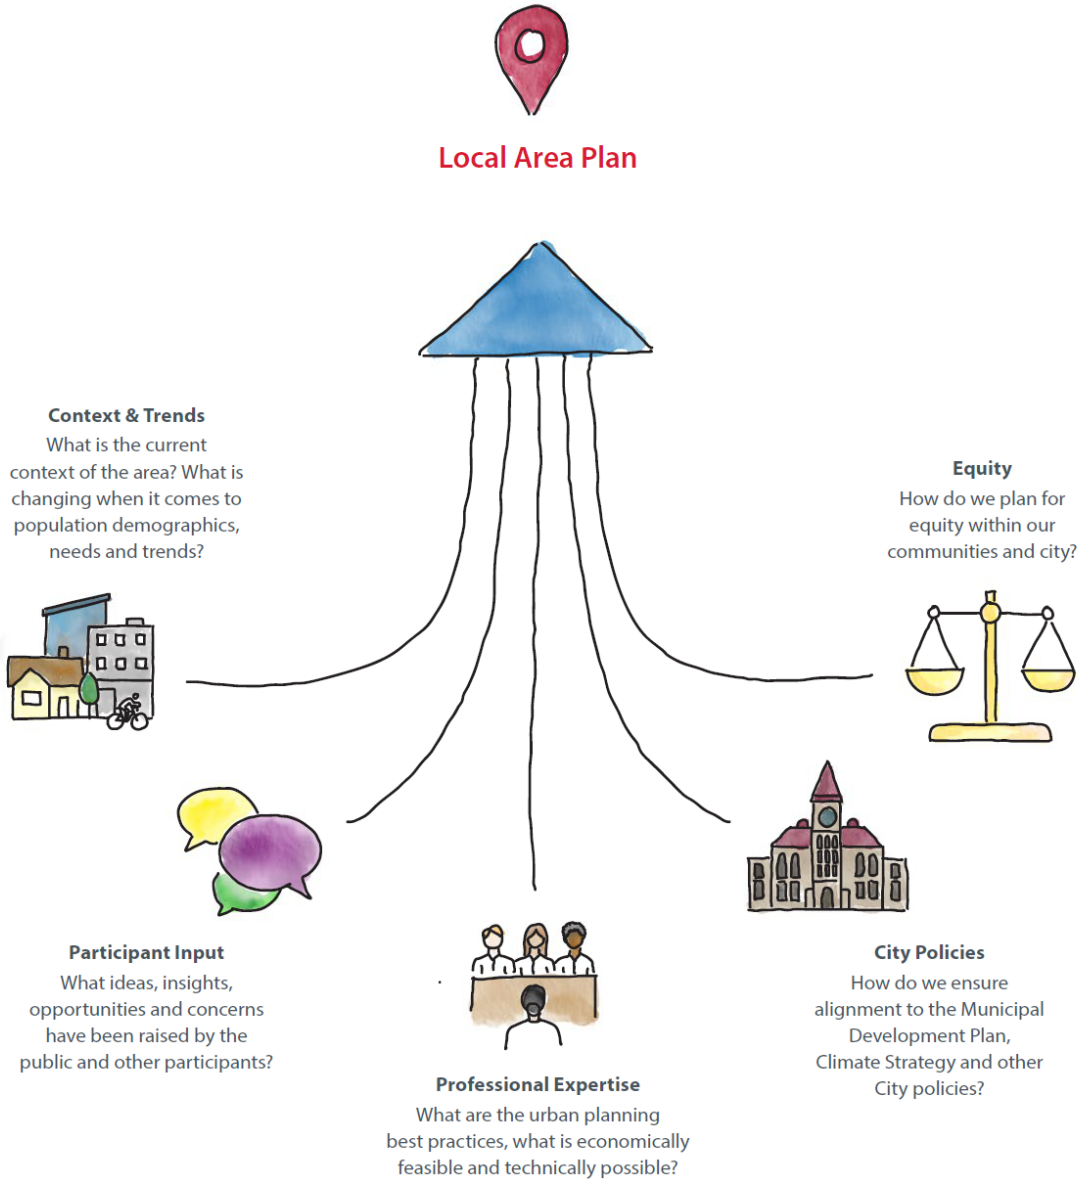 Local Area Plan
Context & Trends
What is the current
context of the area? What is
changing when it comes to
population demographics,
needs and trends?
Equity
How do we plan for
equity within our
communities and city?
Participant Input
What ideas, insights,
opportunities and concerns
have been raised by the
public and other participants?
City Policies
How do we ensure
alignment to the Municipal
Development Plan,
Climate Strategy and other
City policies?
Professional Expertise
What are the urban planning
best practices, what is economically
feasible and technically possible?